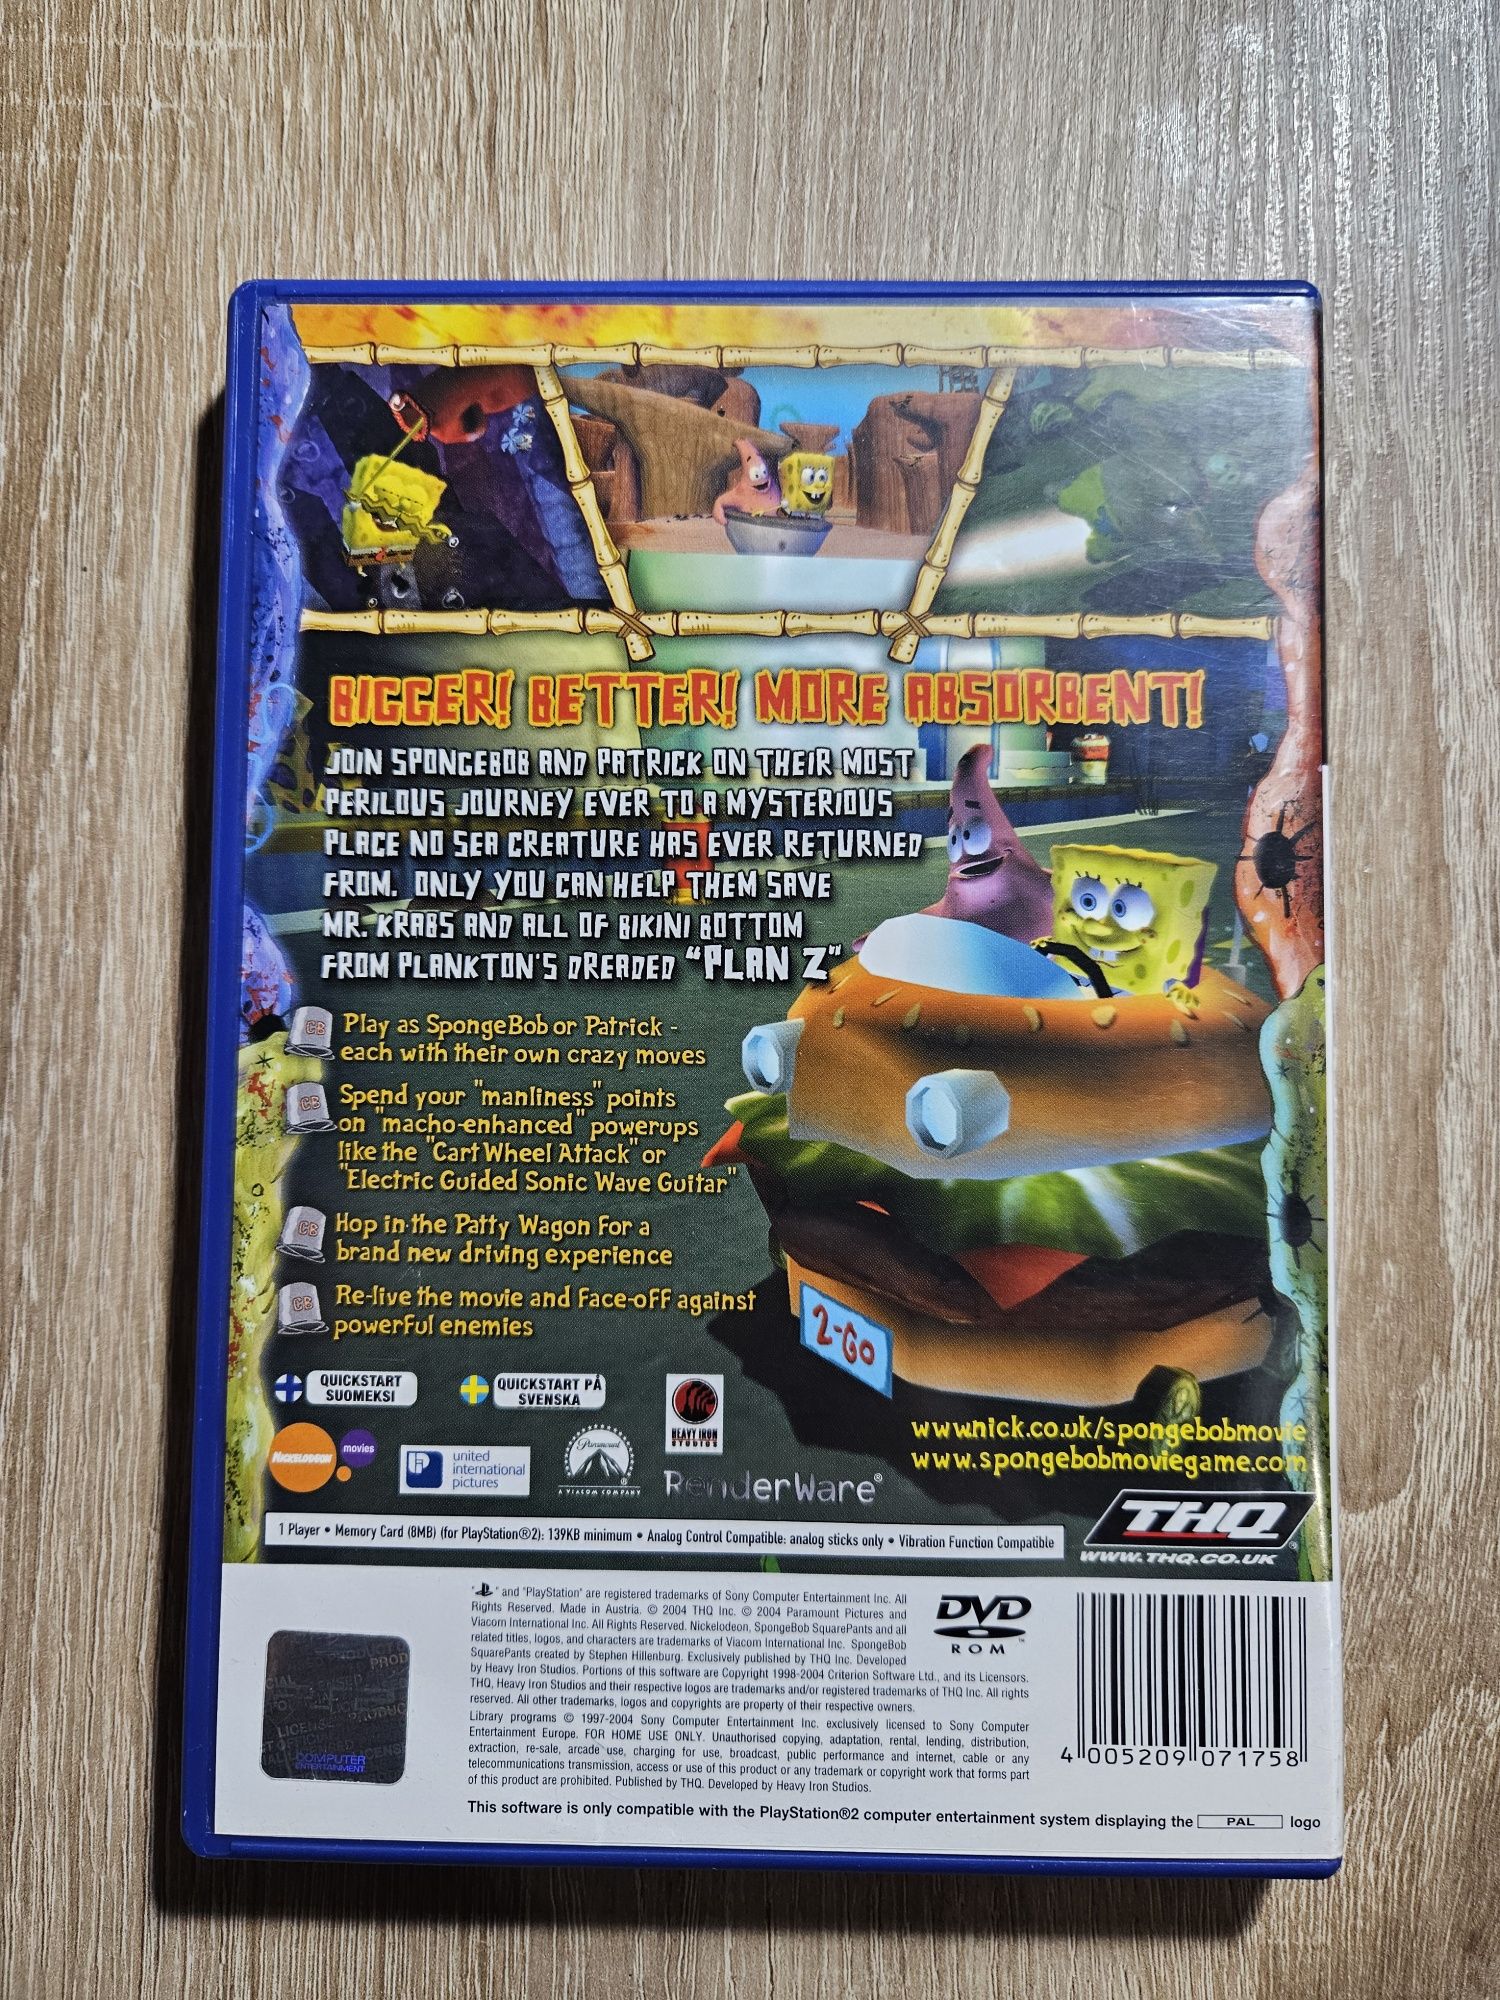 BIGGER! BETTER! MORE ABSORBENT!
JOIN SPONGEBOB AND PATRICK ON THEIR MOST
PERILOUS JOURNEY EVER TO A MYSTERIOUS
PLACE NO SEA CREATURE HAS EVER RETURNED
FROM. ONLY YOU CAN HELP THEM SAVE
MR. KRABS AND ALL OF BIKINI BOTTOM
FROM PLANKTON'S DREADED "PLAN Z"
CB
Play as SpongeBob or Patrick -
each with their own crazy moves
CB
Spend your "manliness" points
on "macho-enhanced" powerups
like the "Cart Wheel Attack" or
"Electric Guided Sonic Wave Guitar"
CB
Hop in the Patty Wagon for a
brand new driving experience
CB
Re-live the movie and face-off against
powerful enemies
2-Go
QUICKSTART
SUOMEKSI
QUICKSTART PÅ
SVENSKA
NICKELODEON
movies
united
international
pictures
Paramount
A VIACOM COMPANY
HEAVY IRON
STUDIOS
RenderWare®
www.nick.co.uk/spongebobmovie
www.spongebobmoviegame.com
THQ®
WWW.THQ.CO.UK
1 Player • Memory Card (8MB) (for PlayStation®2): 139KB minimum • Analog Control Compatible: analog sticks only • Vibration Function Compatible
" " and "PlayStation" are registered trademarks of Sony Computer Entertainment Inc. All
Rights Reserved. Made in Austria. © 2004 THQ Inc. © 2004 Paramount Pictures and
Viacom International Inc. All Rights Reserved. Nickelodeon, SpongeBob SquarePants and all
related titles, logos, and characters are trademarks of Viacom International Inc. SpongeBob
SquarePants created by Stephen Hillenburg. Exclusively published by THQ Inc. Developed
by Heavy Iron Studios. Portions of this software are Copyright 1998-2004 Criterion Software Ltd., and its Licensors.
THQ, Heavy Iron Studios and their respective logos are trademarks and/or registered trademarks of THQ Inc. All rights
reserved. All other trademarks, logos and copyrights are property of their respective owners.
Library programs © 1997-2004 Sony Computer Entertainment Inc. exclusively licensed to Sony Computer
Entertainment Europe. FOR HOME USE ONLY. Unauthorised copying, adaptation, rental, lending, distribution,
extraction, re-sale, arcade use, charging for use, broadcast, public performance and internet, cable or any
telecommunications transmission, access or use of this product or any trademark or copyright work that forms part
of this product are prohibited. Published by THQ. Developed by Heavy Iron Studios.
DVD
ROM
4 005209 071758
COMPUTER
ENTERTAINMENT
This software is only compatible with the PlayStation®2 computer entertainment system displaying the PAL logo